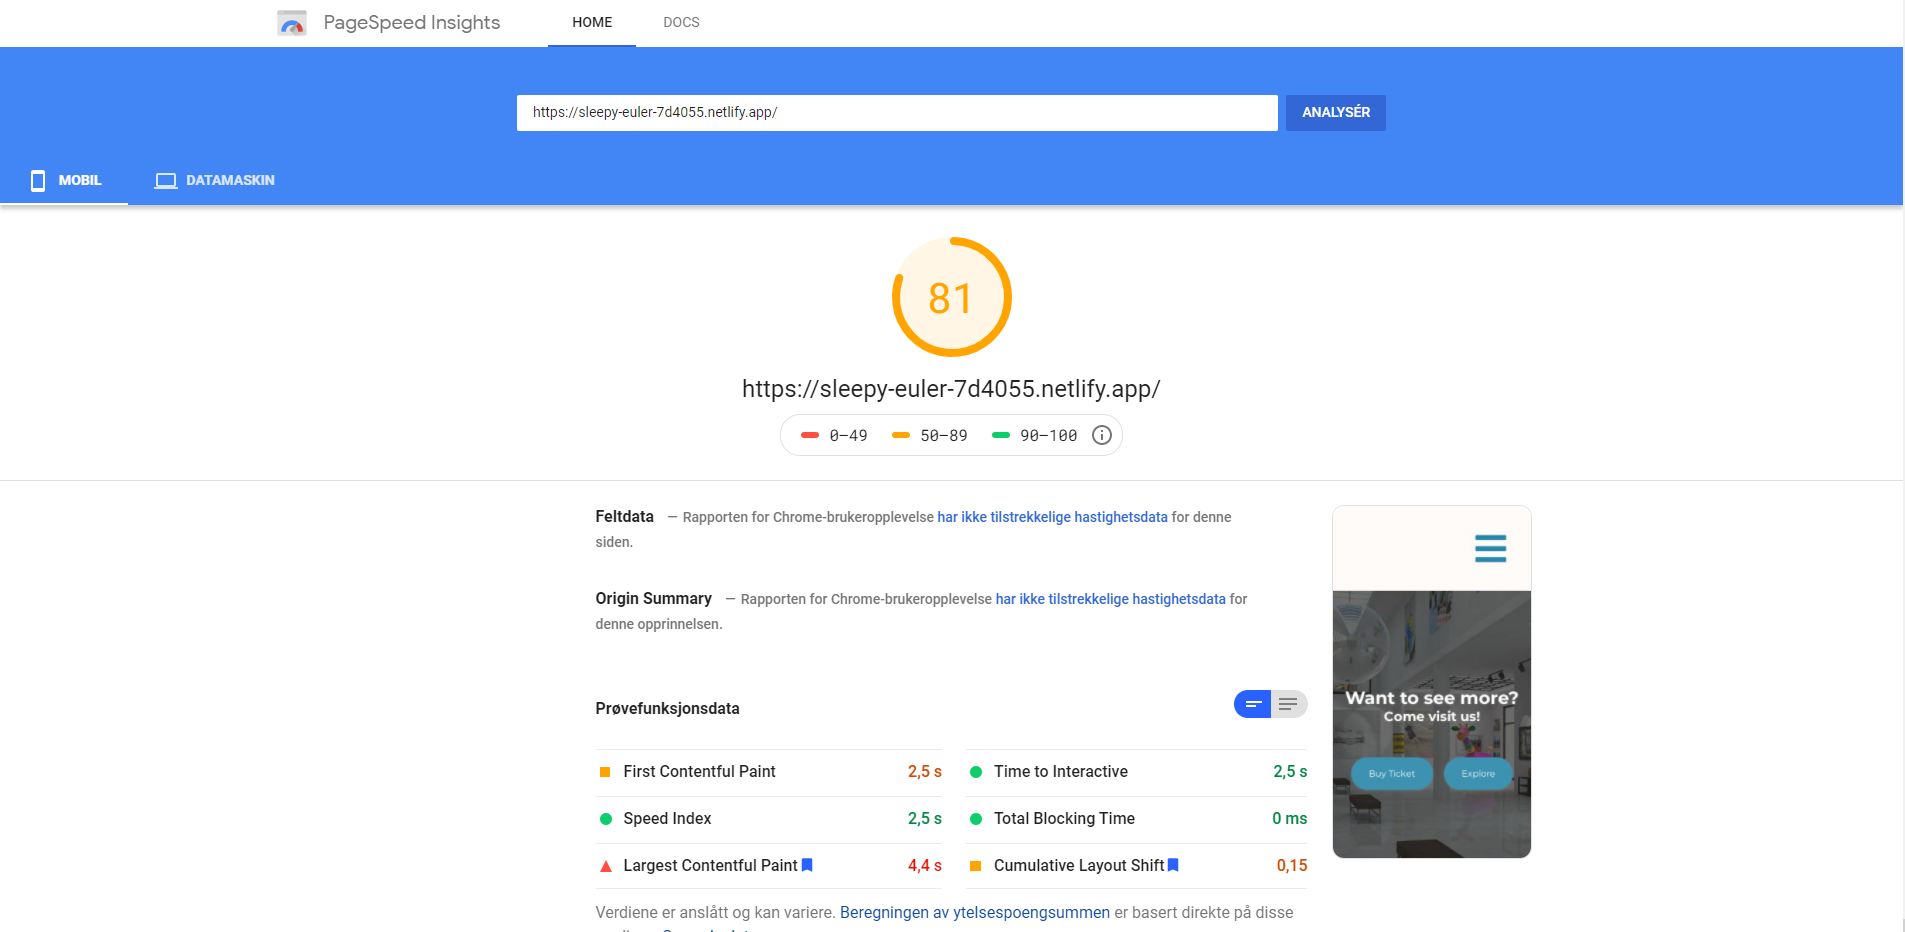 PageSpeed Insights
HOME
DOCS
https://sleepy-euler-7d4055.netlify.app/
ANALYSÉR
MOBIL
DATAMASKIN
81
https://sleepy-euler-7d4055.netlify.app/
0–49
50–89
90–100
Feltdata — Rapporten for Chrome-brukeropplevelse har ikke tilstrekkelige hastighetsdata for denne
siden.
Origin Summary — Rapporten for Chrome-brukeropplevelse har ikke tilstrekkelige hastighetsdata for
denne opprinnelsen.
Prøvefunksjonsdata
First Contentful Paint 2,5 s
Time to Interactive 2,5 s
Speed Index 2,5 s
Total Blocking Time 0 ms
Largest Contentful Paint 4,4 s
Cumulative Layout Shift 0,15
Verdiene er anslått og kan variere. Beregningen av ytelsespoengsummen er basert direkte på disse
Want to see more?
Come visit us!
Buy Ticket
Explore